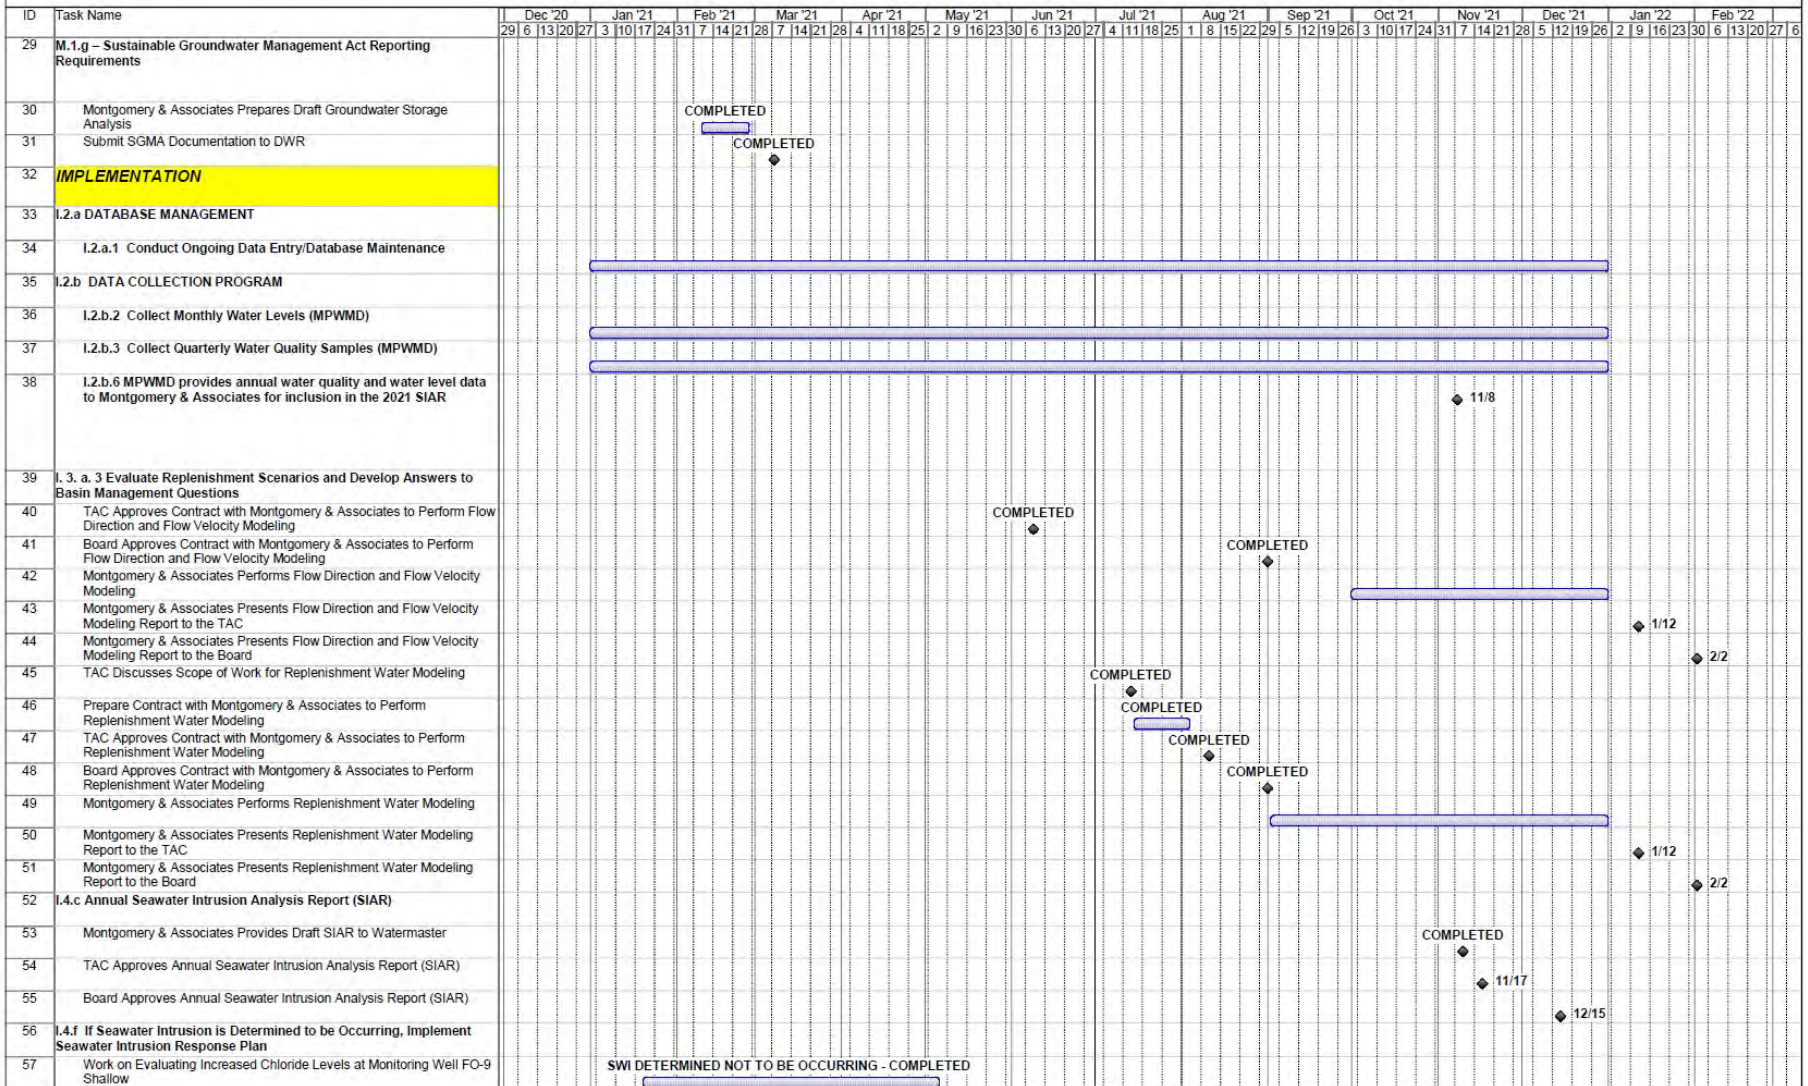 ID Task Name Dec '20 Jan '21 Feb '21 Mar '21 Apr '21 May '21 Jun '21 Jul '21 Aug '21 Sep '21 Oct '21 Nov '21 Dec '21 Jan '22 Feb '22
29 6 13 20 27 3 10 17 24 31 7 14 21 28 7 14 21 28 4 11 18 25 2 9 16 23 30 6 13 20 27 4 11 18 25 1 8 15 22 29 5 12 19 26 3 10 17 24 31 7 14 21 28 5 12 19 26 2 9 16 23 30 6 13 20 27 6
29 M.1.g – Sustainable Groundwater Management Act Reporting
Requirements
30 Montgomery & Associates Prepares Draft Groundwater Storage COMPLETED
Analysis
31 Submit SGMA Documentation to DWR COMPLETED
32 IMPLEMENTATION
33 I.2.a DATABASE MANAGEMENT
34 I.2.a.1 Conduct Ongoing Data Entry/Database Maintenance
35 I.2.b DATA COLLECTION PROGRAM
36 I.2.b.2 Collect Monthly Water Levels (MPWMD)
37 I.2.b.3 Collect Quarterly Water Quality Samples (MPWMD)
38 I.2.b.6 MPWMD provides annual water quality and water level data
to Montgomery & Associates for inclusion in the 2021 SIAR 11/8
39 I. 3. a. 3 Evaluate Replenishment Scenarios and Develop Answers to
Basin Management Questions
40 TAC Approves Contract with Montgomery & Associates to Perform Flow COMPLETED
Direction and Flow Velocity Modeling
41 Board Approves Contract with Montgomery & Associates to Perform COMPLETED
Flow Direction and Flow Velocity Modeling
42 Montgomery & Associates Performs Flow Direction and Flow Velocity
Modeling
43 Montgomery & Associates Presents Flow Direction and Flow Velocity
Modeling Report to the TAC 1/12
44 Montgomery & Associates Presents Flow Direction and Flow Velocity
Modeling Report to the Board 2/2
45 TAC Discusses Scope of Work for Replenishment Water Modeling COMPLETED
46 Prepare Contract with Montgomery & Associates to Perform COMPLETED
Replenishment Water Modeling
47 TAC Approves Contract with Montgomery & Associates to Perform COMPLETED
Replenishment Water Modeling
48 Board Approves Contract with Montgomery & Associates to Perform COMPLETED
Replenishment Water Modeling
49 Montgomery & Associates Performs Replenishment Water Modeling
50 Montgomery & Associates Presents Replenishment Water Modeling
Report to the TAC 1/12
51 Montgomery & Associates Presents Replenishment Water Modeling
Report to the Board 2/2
52 I.4.c Annual Seawater Intrusion Analysis Report (SIAR)
53 Montgomery & Associates Provides Draft SIAR to Watermaster COMPLETED
54 TAC Approves Annual Seawater Intrusion Analysis Report (SIAR)
11/17
55 Board Approves Annual Seawater Intrusion Analysis Report (SIAR)
12/15
56 I.4.f If Seawater Intrusion is Determined to be Occurring, Implement
Seawater Intrusion Response Plan
57 Work on Evaluating Increased Chloride Levels at Monitoring Well FO-9 SWI DETERMINED NOT TO BE OCCURRING - COMPLETED
Shallow